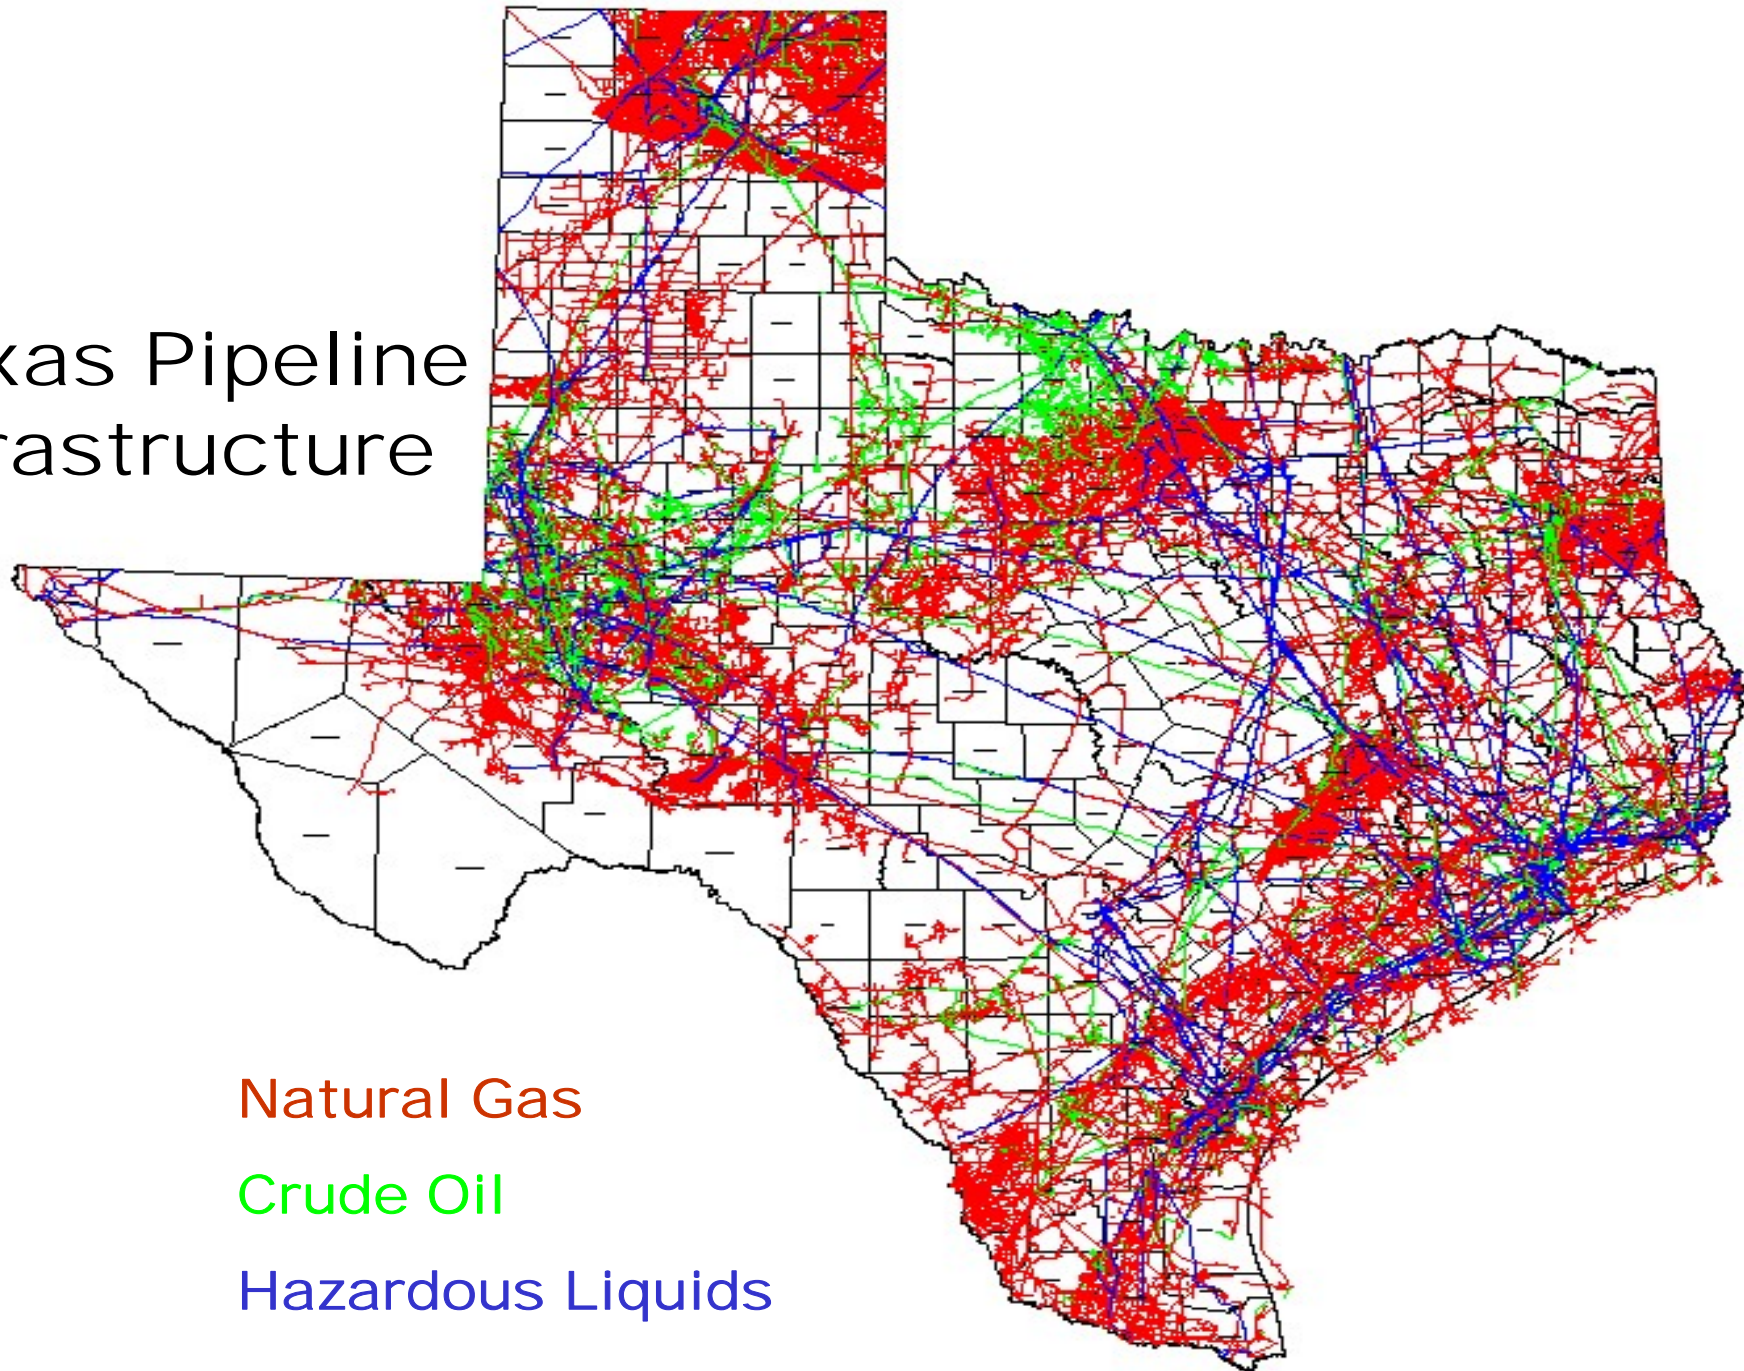 xas Pipeline
rastructure
Natural Gas
Crude Oil
Hazardous Liquids